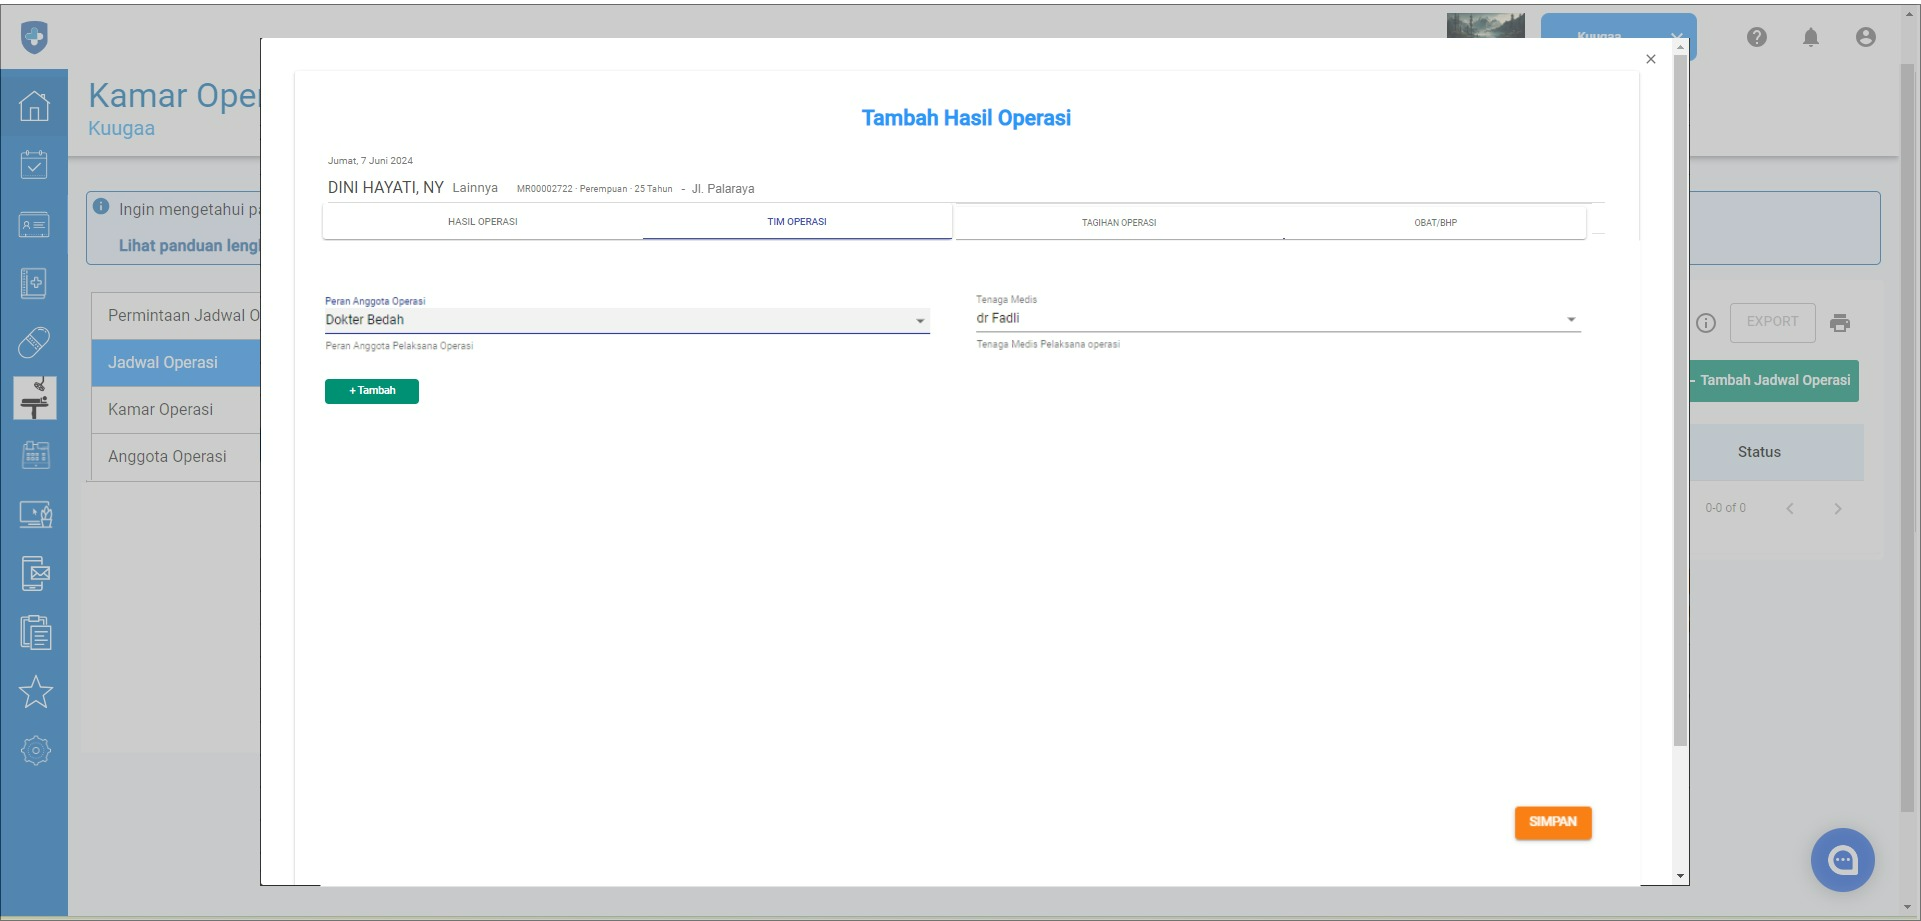 Kuugaa
Kamar Oper
Kuugaa
Ingin mengetahui pa
Lihat panduan leng
Permintaan Jadwal O
Jadwal Operasi
Kamar Operasi
Anggota Operasi
Tambah Hasil Operasi
Jumat, 7 Juni 2024
DINI HAYATI, NY Lainnya MR00002722 · Perempuan · 25 Tahun - Jl. Palaraya
HASIL OPERASI TIM OPERASI TAGIHAN OPERASI OBAT/BHP
Peran Anggota Operasi
Dokter Bedah
Peran Anggota Pelaksana Operasi
Tenaga Medis
dr Fadli
Tenaga Medis Pelaksana operasi
+ Tambah
SIMPAN
EXPORT
Tambah Jadwal Operasi
Status
0-0 of 0